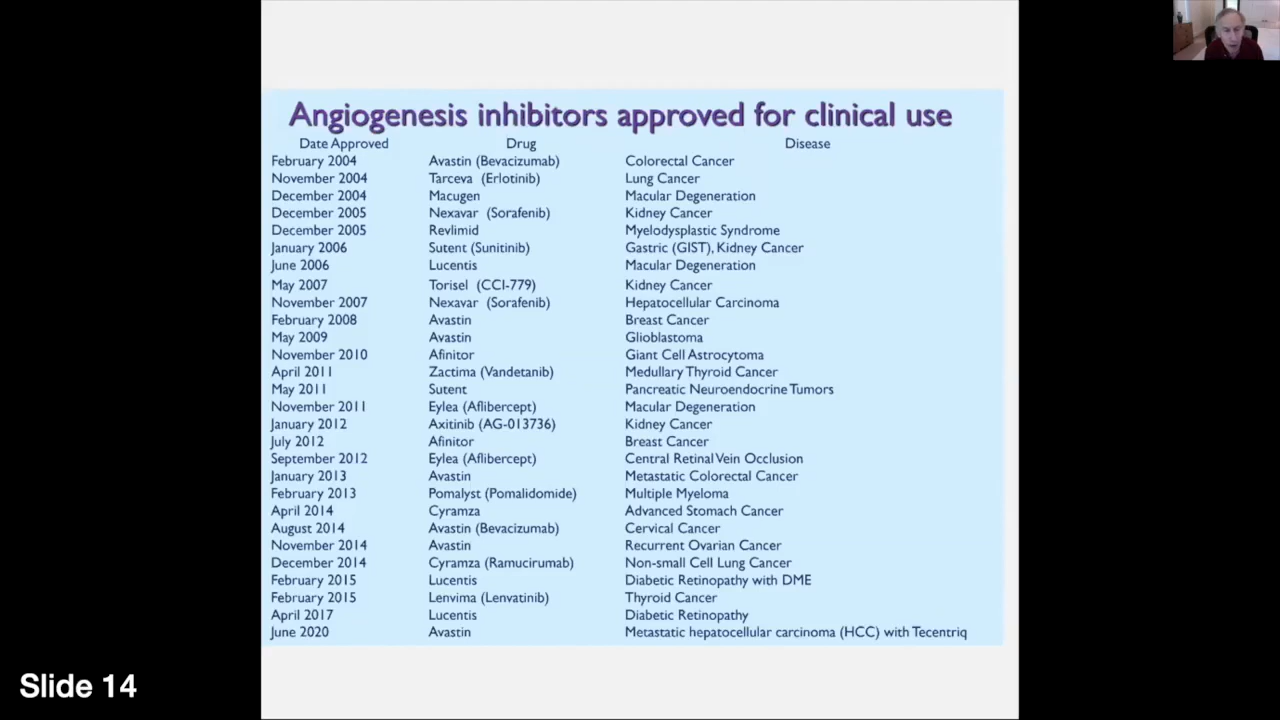 Angiogenesis inhibitors approved for clinical use
Date Approved Drug Disease
February 2004 Avastin (Bevacizumab) Colorectal Cancer
November 2004 Tarceva (Erlotinib) Lung Cancer
December 2004 Macugen Macular Degeneration
December 2005 Nexavar (Sorafenib) Kidney Cancer
December 2005 Revlimid Myelodysplastic Syndrome
January 2006 Sutent (Sunitinib) Gastric (GIST), Kidney Cancer
June 2006 Lucentis Macular Degeneration
May 2007 Torisel (CCI-779) Kidney Cancer
November 2007 Nexavar (Sorafenib) Hepatocellular Carcinoma
February 2008 Avastin Breast Cancer
May 2009 Avastin Glioblastoma
November 2010 Afinitor Giant Cell Astrocytoma
April 2011 Zactima (Vandetanib) Medullary Thyroid Cancer
May 2011 Sutent Pancreatic Neuroendocrine Tumors
November 2011 Eylea (Aflibercept) Macular Degeneration
January 2012 Axitinib (AG-013736) Kidney Cancer
July 2012 Afinitor Breast Cancer
September 2012 Eylea (Aflibercept) Central Retinal Vein Occlusion
January 2013 Avastin Metastatic Colorectal Cancer
February 2013 Pomalyst (Pomalidomide) Multiple Myeloma
April 2014 Cyramza Advanced Stomach Cancer
August 2014 Avastin (Bevacizumab) Cervical Cancer
November 2014 Avastin Recurrent Ovarian Cancer
December 2014 Cyramza (Ramucirumab) Non-small Cell Lung Cancer
February 2015 Lucentis Diabetic Retinopathy with DME
February 2015 Lenvima (Lenvatinib) Thyroid Cancer
April 2017 Lucentis Diabetic Retinopathy
June 2020 Avastin Metastatic hepatocellular carcinoma (HCC) with Tecentriq
Slide 14